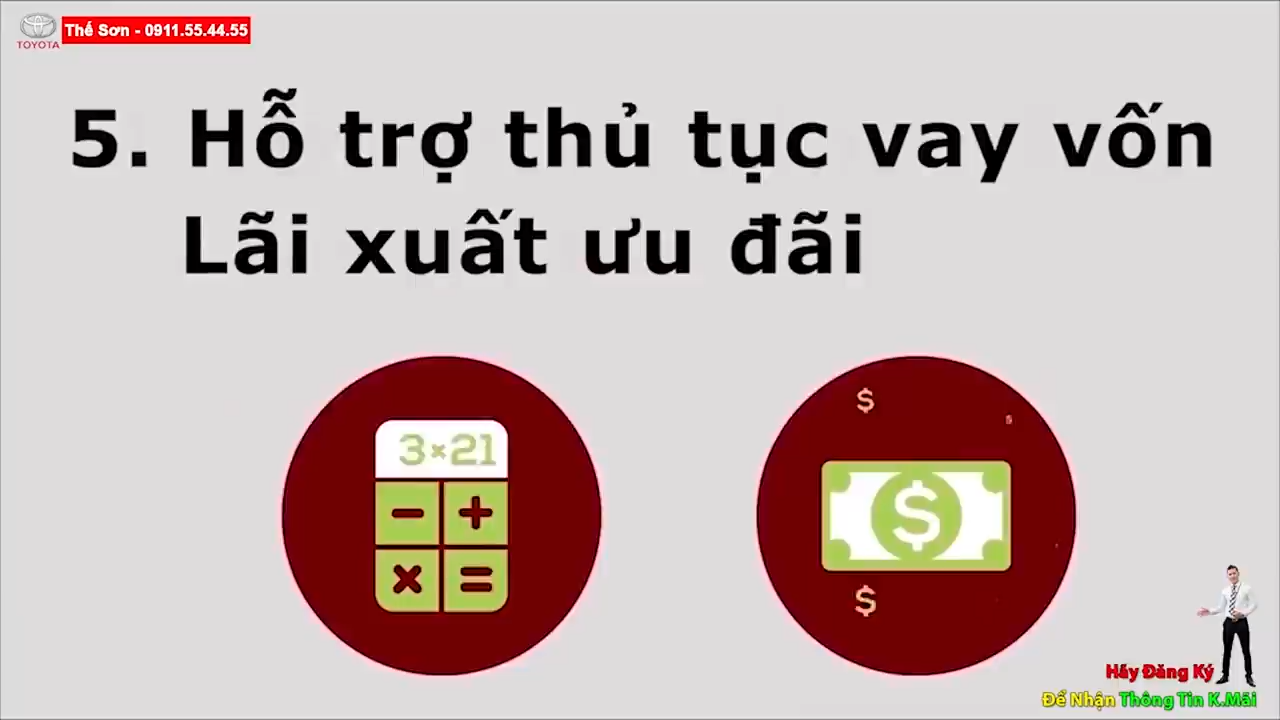 TOYOTA
Thế Sơn - 0911.55.44.55
5. Hỗ trợ thủ tục vay vốn
Lãi xuất ưu đãi
3×21
− +
× =
$
$
$
$
Hãy Đăng Ký
Để Nhận Thông Tin K.Mãi